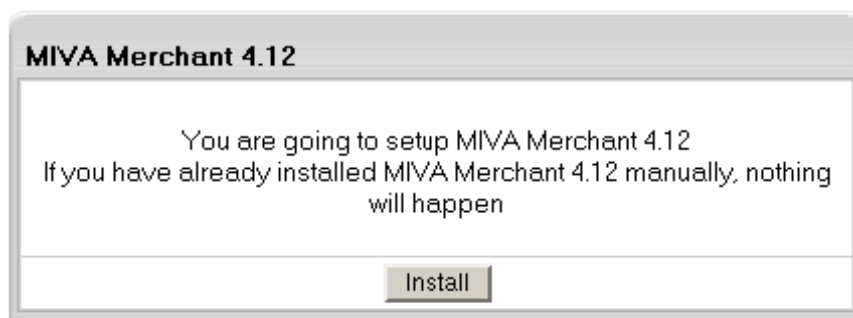 MIVA Merchant 4.12
You are going to setup MIVA Merchant 4.12
If you have already installed MIVA Merchant 4.12 manually, nothing
will happen
Install